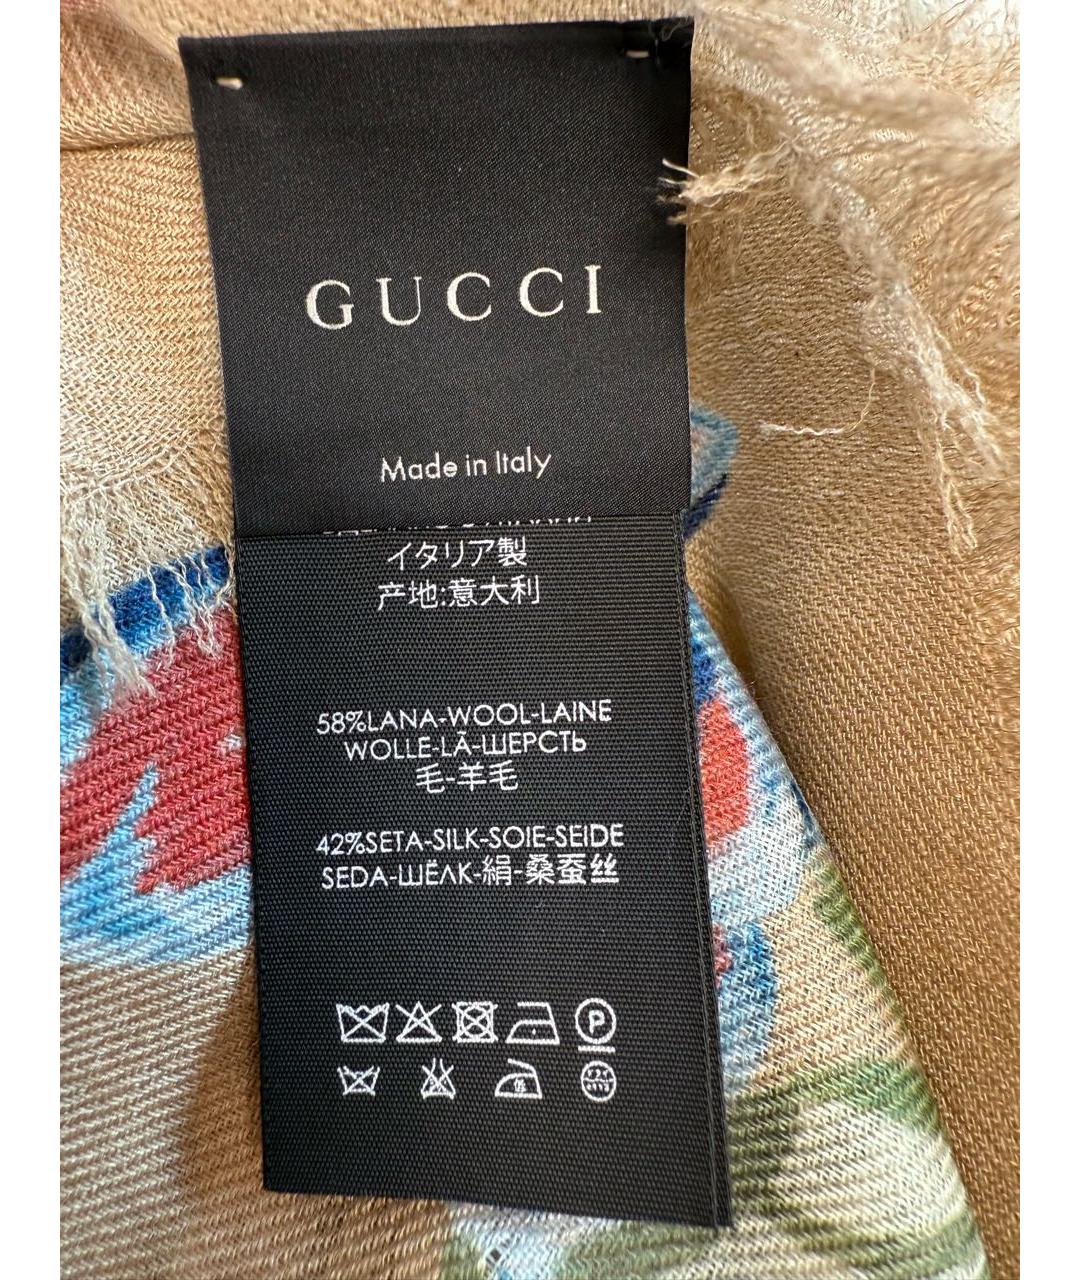 GUCCI
Made in Italy
イタリア製
产地:意大利
58%LANA-WOOL-LAINE
WOLLE-LÃ-ШЕРСТЬ
毛-羊毛
42%SETA-SILK-SOIE-SEIDE
SEDA-ШЁЛК-絹-桑蚕丝
P